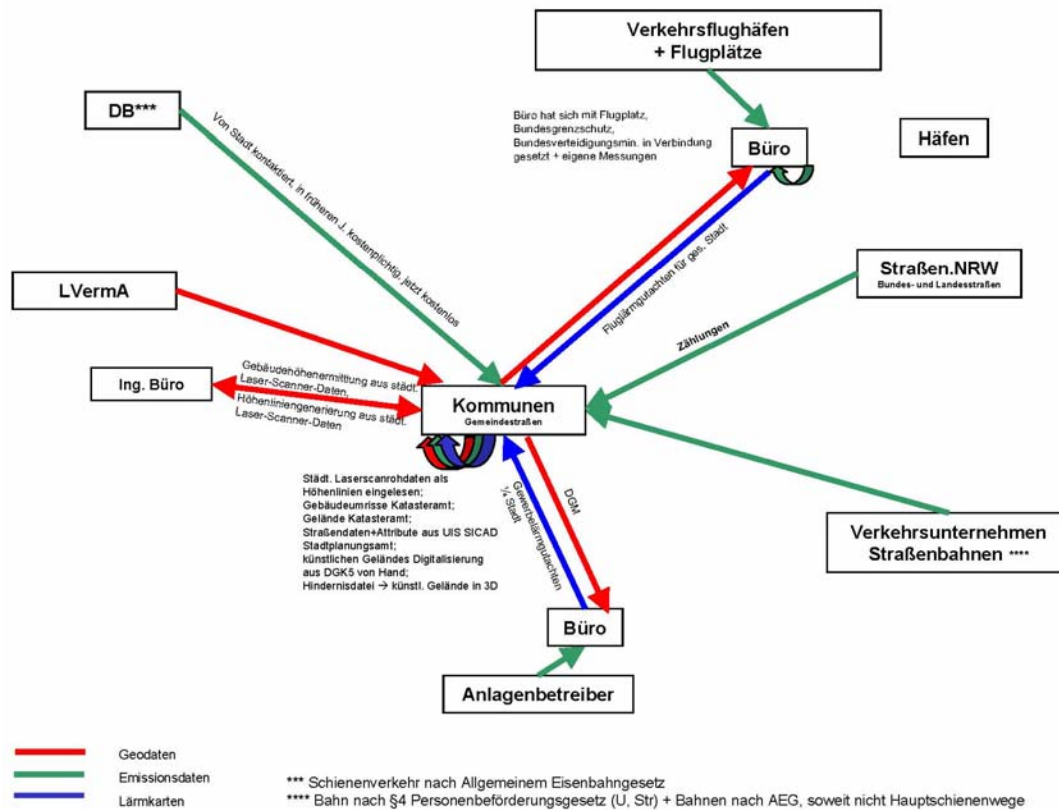 Verkehrsflughäfen
+ Flugplätze
DB***
Büro hat sich mit Flugplatz,
Bundesgrenzschutz,
Bundesverteidigungsmin. in Verbindung
gesetzt + eigene Messungen
Büro
Häfen
Von Stadt kontaktiert, in früheren J. kostenplichtig, jetzt kostenlos
Fluglärmgutachten für ges. Stadt
LVermA
Straßen.NRW
Bundes- und Landesstraßen
Zählungen
Ing. Büro
Gebäudehöhenermittlung aus städt.
Laser-Scanner-Daten,
Höhenliniengenerierung aus städt.
Laser-Scanner-Daten
Kommunen
Gemeindestraßen
Städt. Laserscanrohdaten als
Höhenlinien eingelesen;
Gebäudeumrisse Katasteramt;
Gelände Katasteramt;
Straßendaten+Attribute aus UIS SICAD
Stadtplanungsamt;
künstlichen Geländes Digitalisierung
aus DGK5 von Hand;
Hindernisdatei → künstl. Gelände in 3D
Gewerbelärmgutachten
¼ Stadt
DGM
Verkehrsunternehmen
Straßenbahnen ****
Büro
Anlagenbetreiber
Geodaten
Emissionsdaten
Lärmkarten
*** Schienenverkehr nach Allgemeinem Eisenbahngesetz
**** Bahn nach §4 Personenbeförderungsgesetz (U, Str) + Bahnen nach AEG, soweit nicht Hauptschienenwege